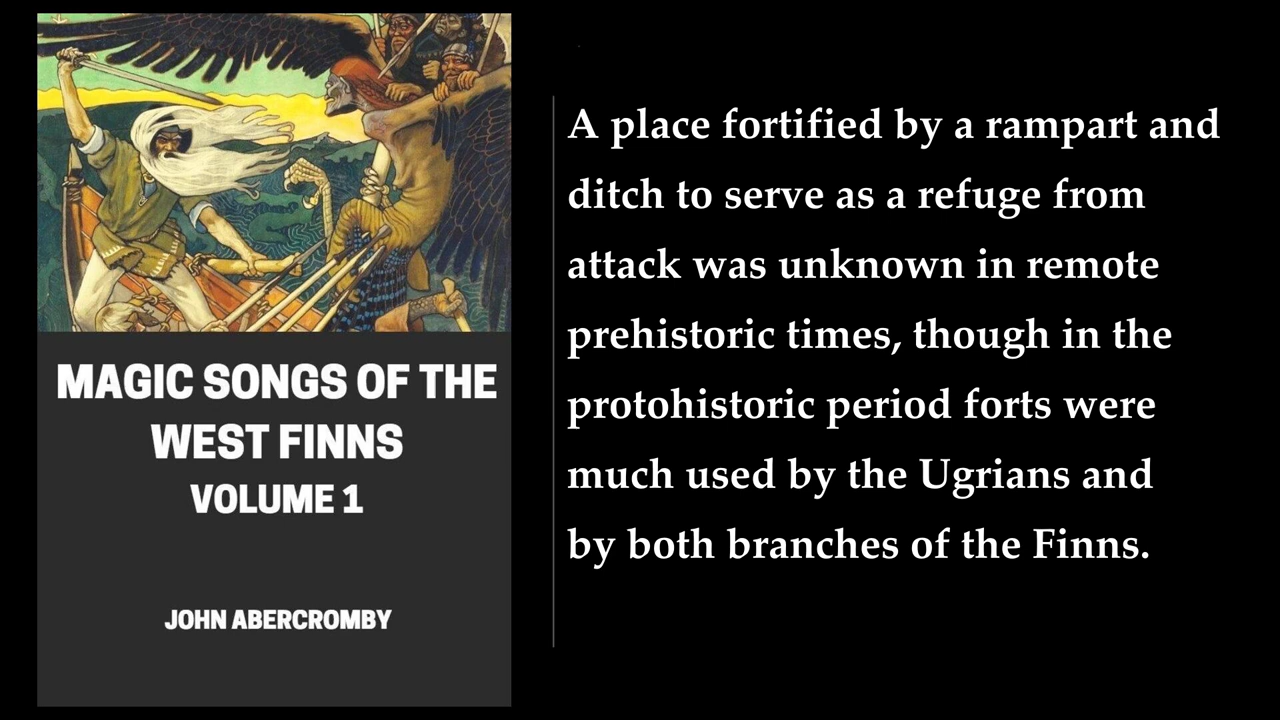 MAGIC SONGS OF THE
WEST FINNS
VOLUME 1
JOHN ABERCROMBY
A place fortified by a rampart and
ditch to serve as a refuge from
attack was unknown in remote
prehistoric times, though in the
protohistoric period forts were
much used by the Ugrians and
by both branches of the Finns.